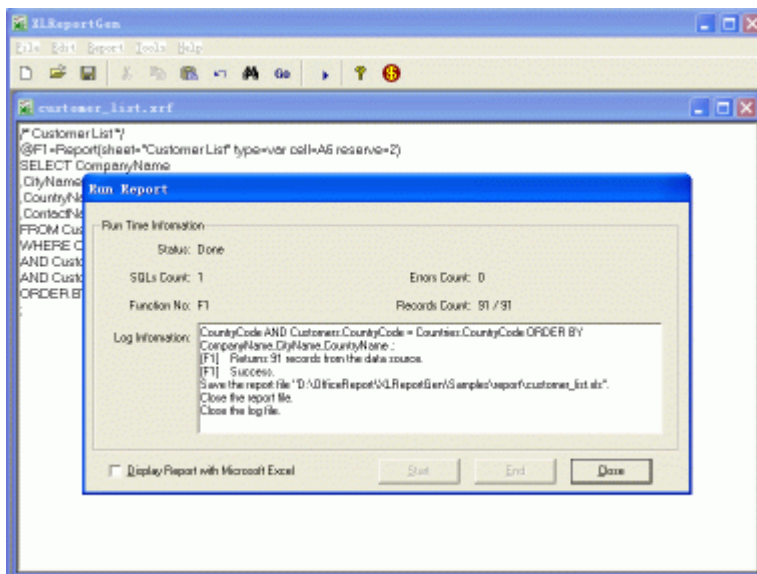 XLReportGen
File Edit Report Tools Help
Go
customer_list.xrf
/* Customer List */
@F1=Report(sheet="Customer List" type=var cell=A6 reserve=2)
SELECT CompanyName
,CityName
,CountryNa
,ContactNa
FROM Cus
WHERE C
AND Custo
AND Custo
ORDER BY
;
Run Report
Run Time Information
Status: Done
SQLs Count: 1 Errors Count: 0
Function No: F1 Records Count: 91 / 91
Log Information:
CountryCode AND Customers.CountryCode = Countries.CountryCode ORDER BY
CompanyName,CityName,CountryName ;
[F1] Returns 91 records from the data source.
[F1] Success.
Save the report file "D:\OfficeReport\XLReportGen\Samples\report\customer_list.xls".
Close the report file.
Close the log file.
Display Report with Microsoft Excel Start End Close